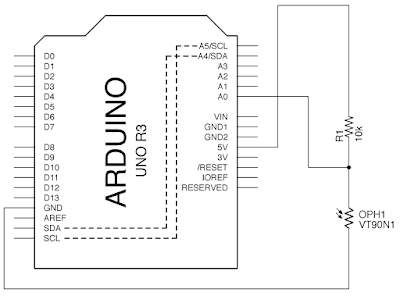 D0
D1
D2
D3
D4
D5
D6
D7
D8
D9
D10
D11
D12
D13
GND
AREF
SDA
SCL
ARDUINO
UNO R3
A5/SCL
A4/SDA
A3
A2
A1
A0
VIN
GND1
GND2
5V
3V
/RESET
IOREF
RESERVED
R1
10k
OPH1
VT90N1